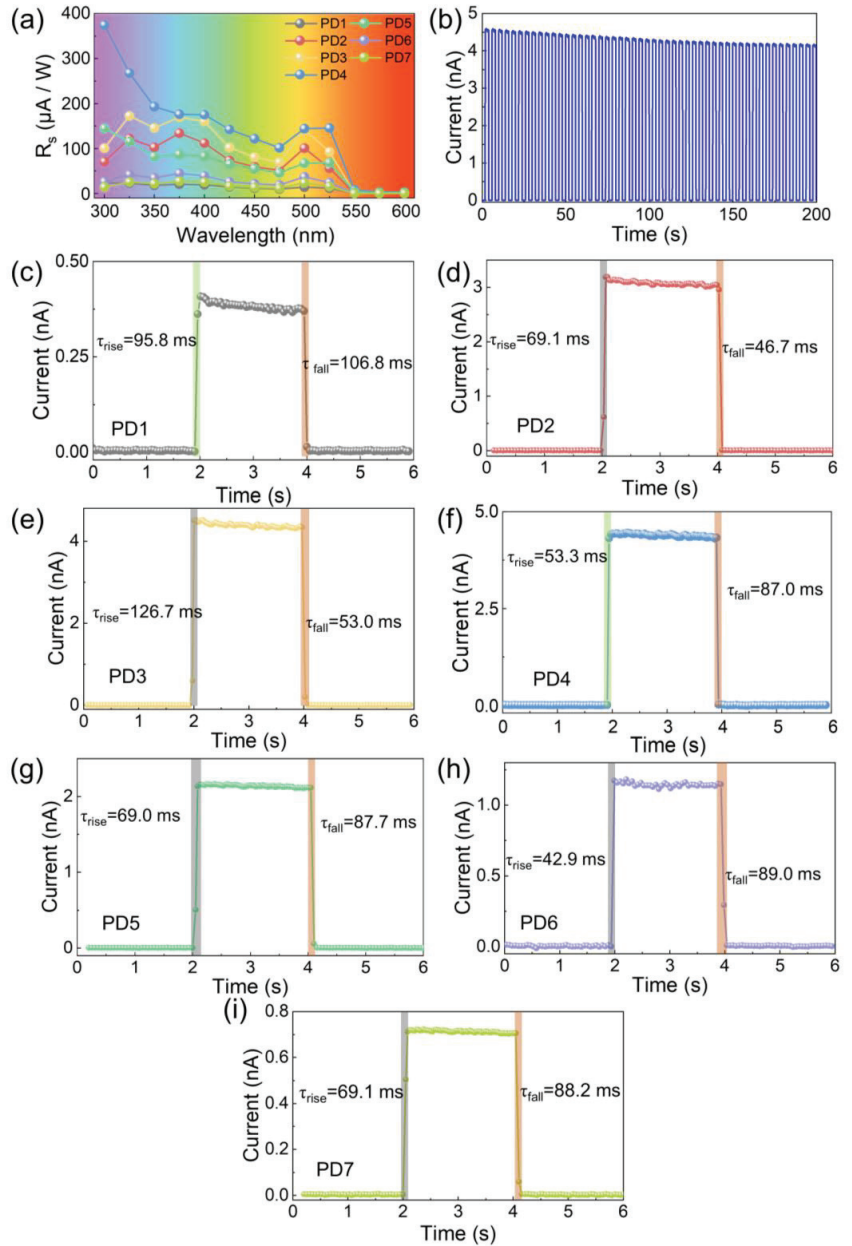 (a)
400
300
200
100
0
Rs (μA / W)
PD1 PD5
PD2 PD6
PD3 PD7
PD4
300 350 400 450 500 550 600
Wavelength (nm)
(b)
5
4
3
2
1
0
Current (nA)
0 50 100 150 200
Time (s)
(c)
0.50
0.25
0.00
Current (nA)
τrise=95.8 ms
τ fall=106.8 ms
PD1
0 2 3 4 5 6
Time (s)
(d)
3
2
1
0
Current (nA)
τrise=69.1 ms
τfall=46.7 ms
PD2
0 1 2 3 4 5 6
Time (s)
(e)
4
2
0
Current (nA)
τrise=126.7 ms
τfall=53.0 ms
PD3
0 1 2 3 4 5 6
Time (s)
(f)
5.0
2.5
0.0
Current (nA)
τrise=53.3 ms
τfall=87.0 ms
PD4
0 1 2 3 4 5 6
Time (s)
(g)
2
1
0
Current (nA)
τrise=69.0 ms
τfall=87.7 ms
PD5
0 1 2 3 4 5 6
Time (s)
(h)
1.0
0.5
0.0
Current (nA)
τrise=42.9 ms
τfall=89.0 ms
PD6
0 1 2 3 4 5 6
Time (s)
(i)
0.8
0.6
0.4
0.2
0.0
Current (nA)
τrise=69.1 ms
τfall=88.2 ms
PD7
0 1 2 3 4 5 6
Time (s)